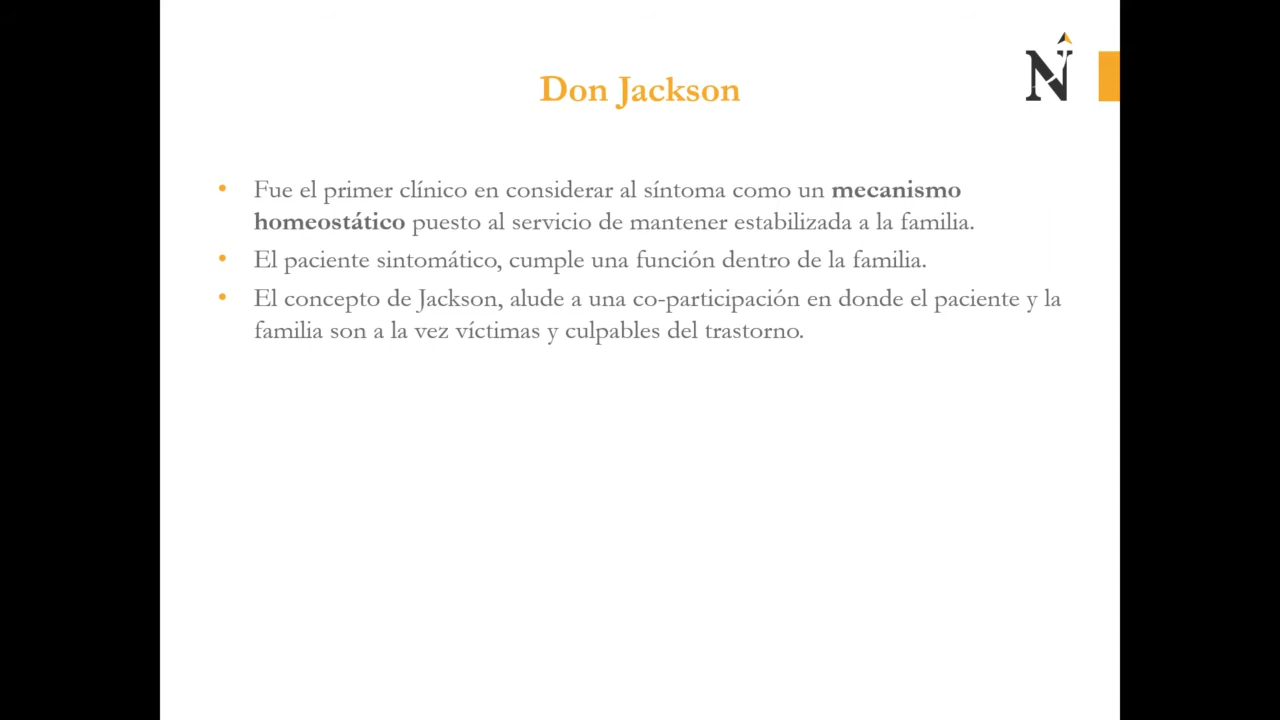 Don Jackson
N
• Fue el primer clínico en considerar al síntoma como un mecanismo
homeostático puesto al servicio de mantener estabilizada a la familia.
• El paciente sintomático, cumple una función dentro de la familia.
• El concepto de Jackson, alude a una co-participación en donde el paciente y la
familia son a la vez víctimas y culpables del trastorno.